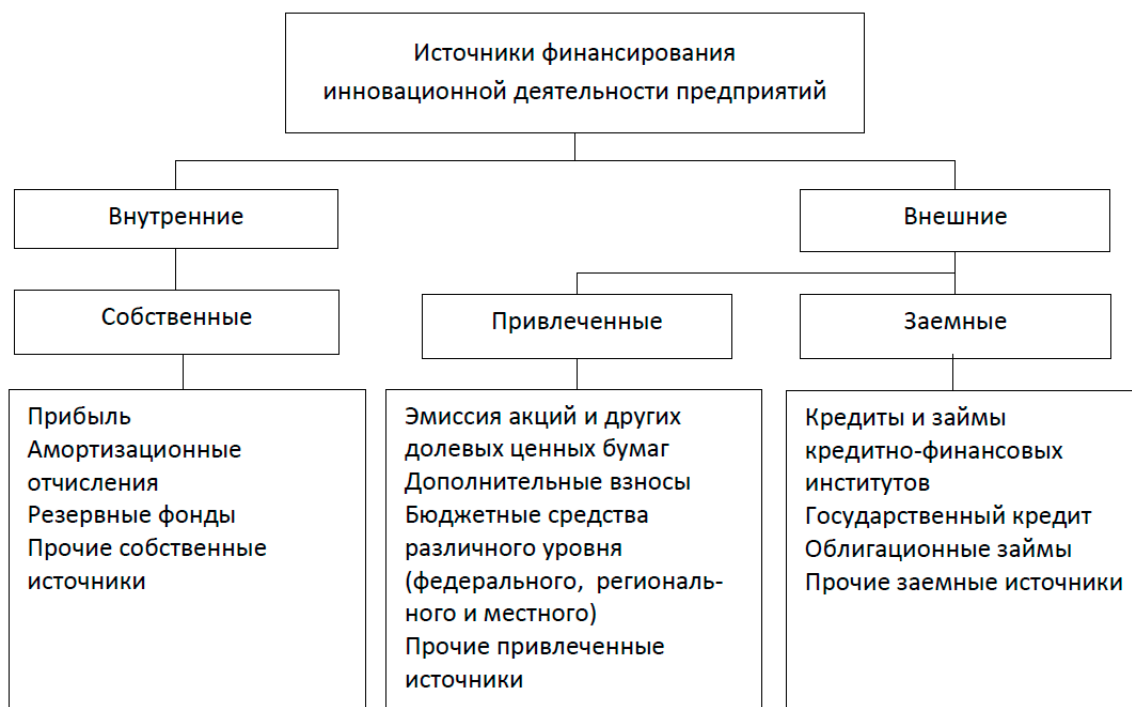 Источники финансирования
инновационной деятельности предприятий
Внутренние
Внешние
Собственные
Привлеченные
Заемные
Прибыль
Амортизационные
отчисления
Резервные фонды
Прочие собственные
источники
Эмиссия акций и других
долевых ценных бумаг
Дополнительные взносы
Бюджетные средства
различного уровня
(федерального, региональ-
ного и местного)
Прочие привлеченные
источники
Кредиты и займы
кредитно-финансовых
институтов
Государственный кредит
Облигационные займы
Прочие заемные источники